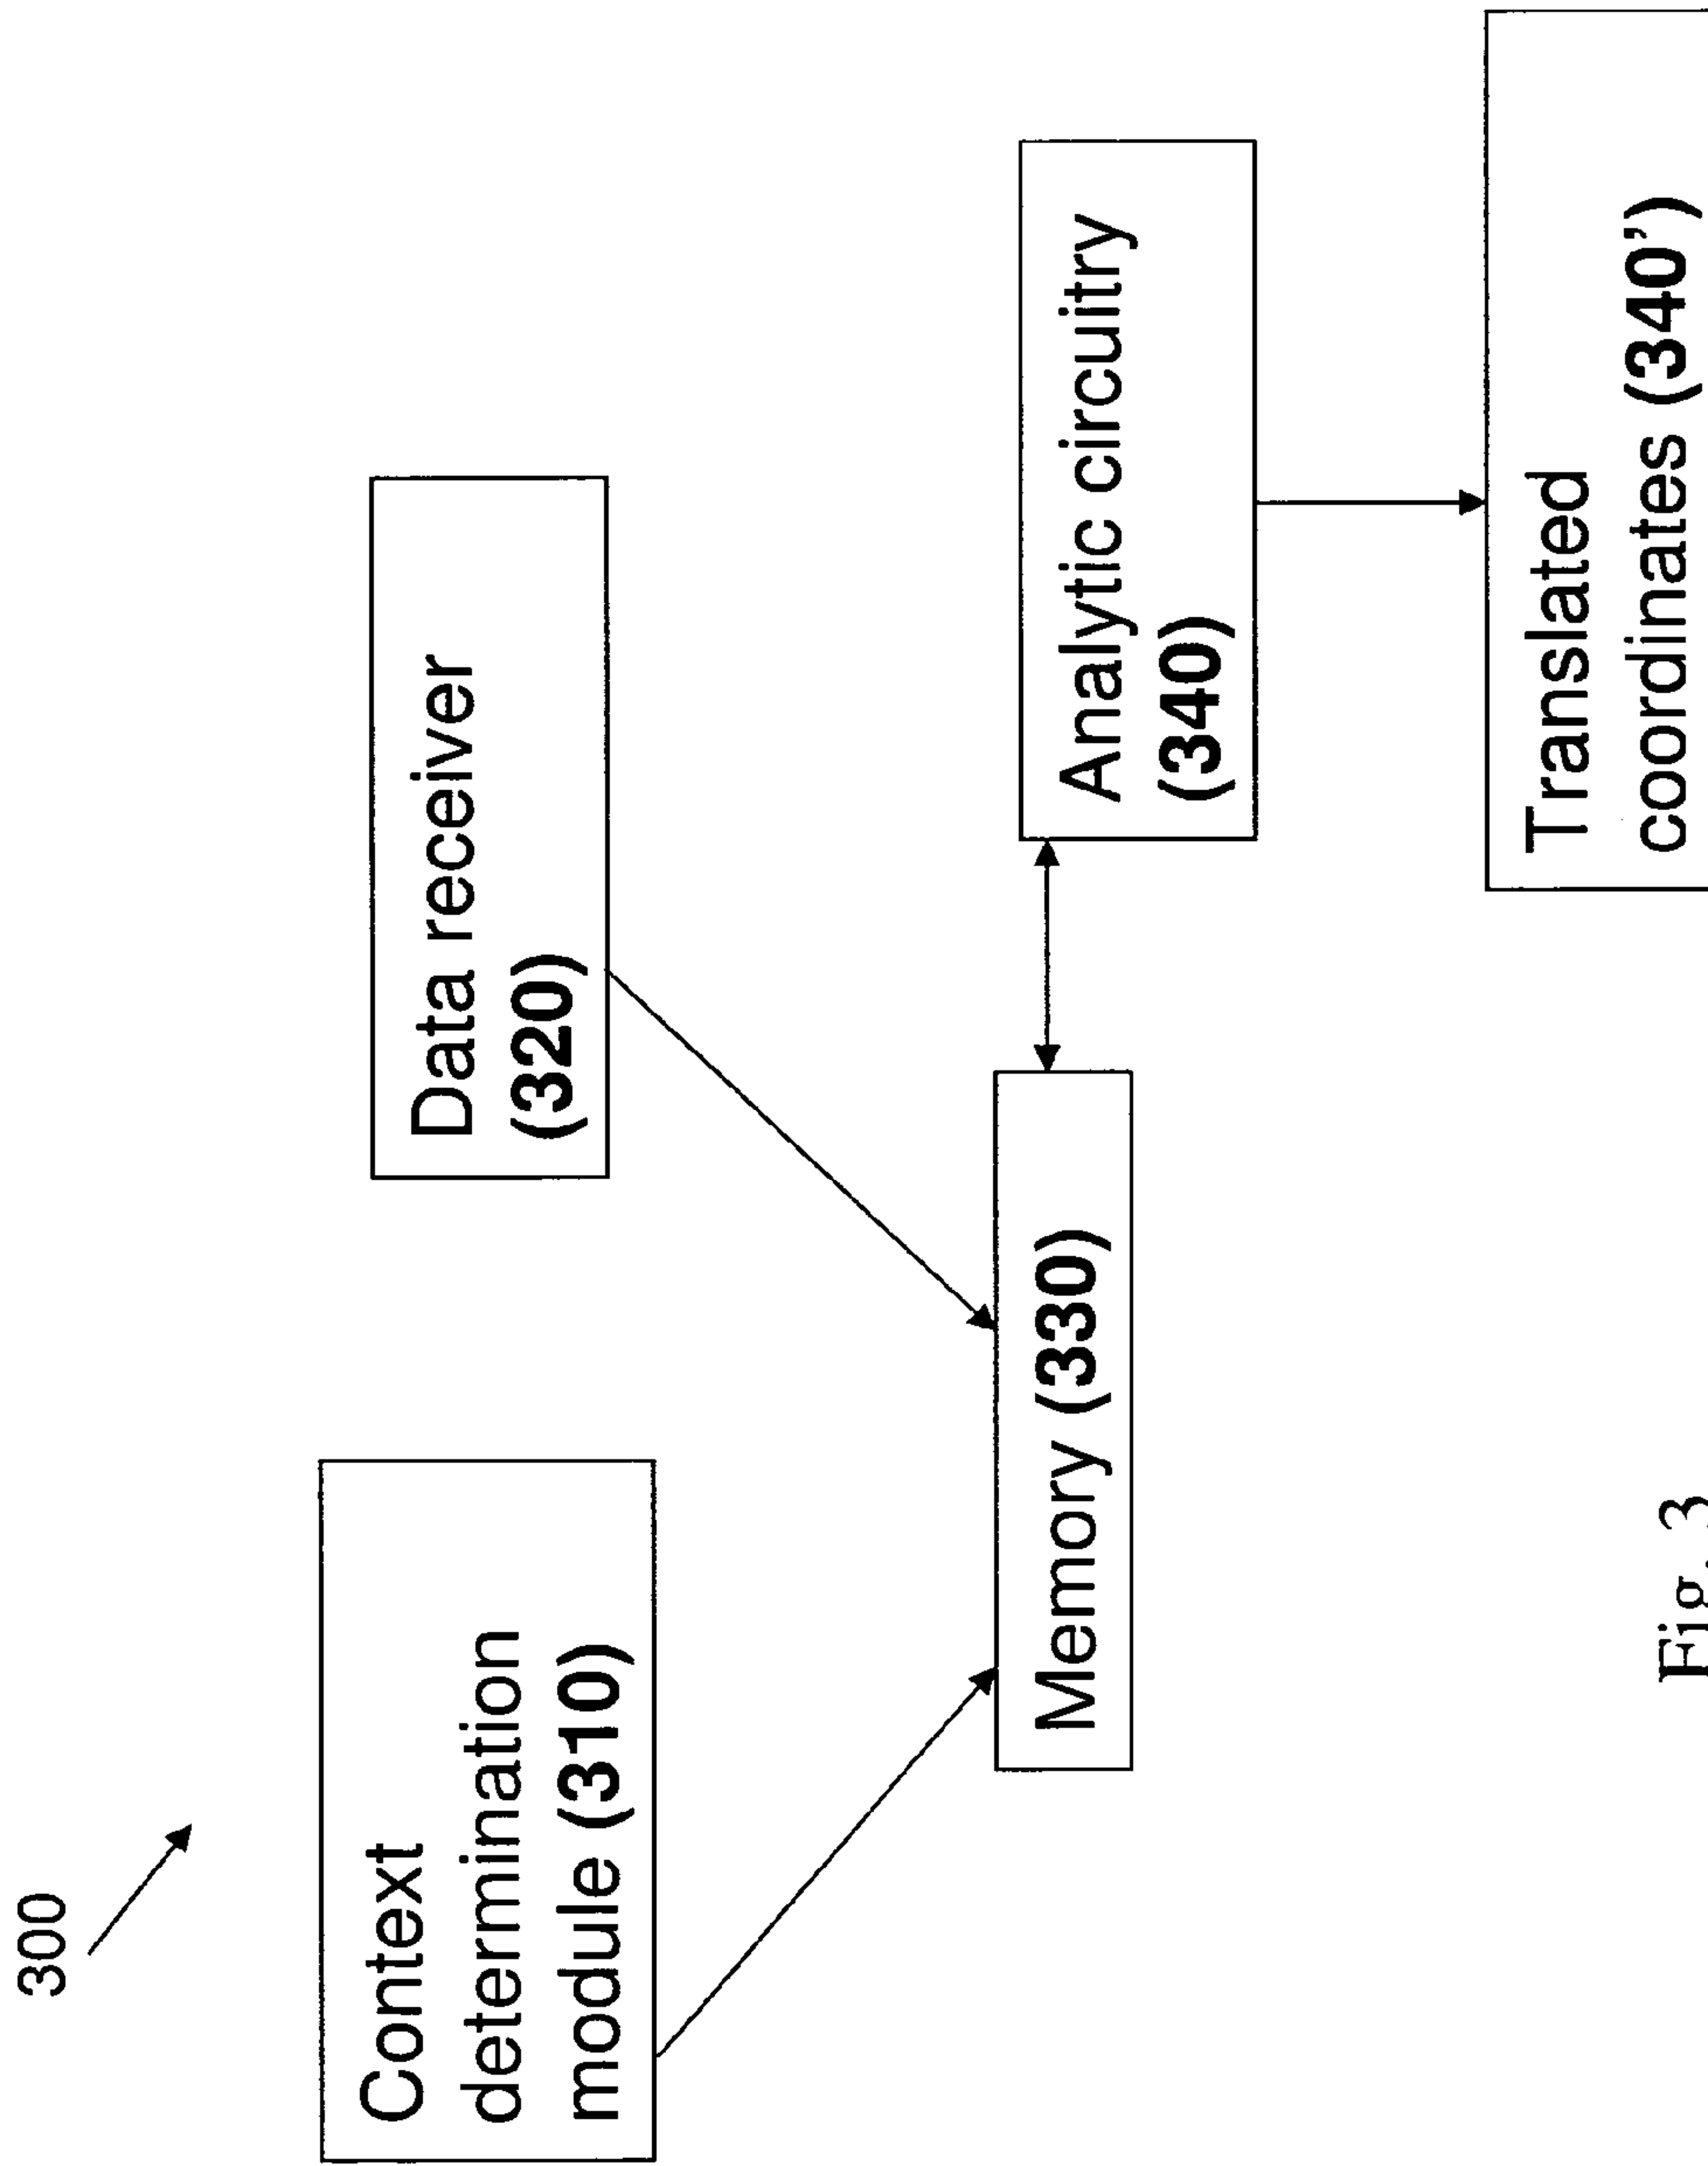 300
Context
determination
module (310)
Data receiver
(320)
Memory (330)
Analytic circuitry
(340)
Translated
coordinates (340’)
Fig. 3